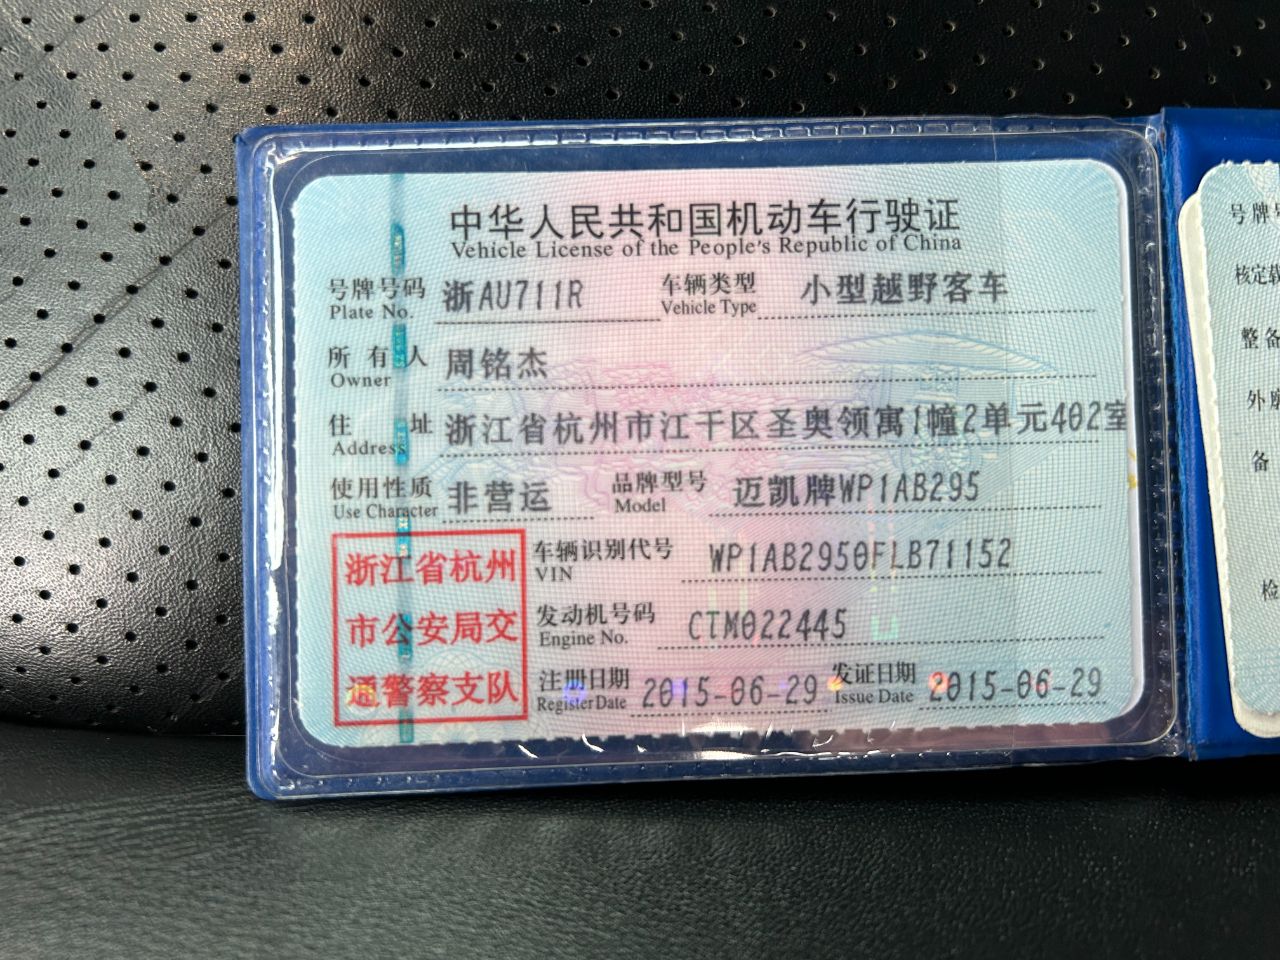 中华人民共和国机动车行驶证
Vehicle License of the People's Republic of China
号牌号码 浙AU711R 车辆类型 小型越野客车
Plate No. Vehicle Type
所有人 周铭杰
Owner
住址 浙江省杭州市江干区圣奥领寓1幢2单元402室
Address
使用性质 非营运 品牌型号 迈凯牌WP1AB295
Use Character Model
浙江省杭州
市公安局交
通警察支队
车辆识别代号 WP1AB2950FLB71152
VIN
发动机号码 CTM022445
Engine No.
注册日期 2015-06-29 发证日期 2015-06-29
Register Date Issue Date
号牌
核定载
整备
外
备
检